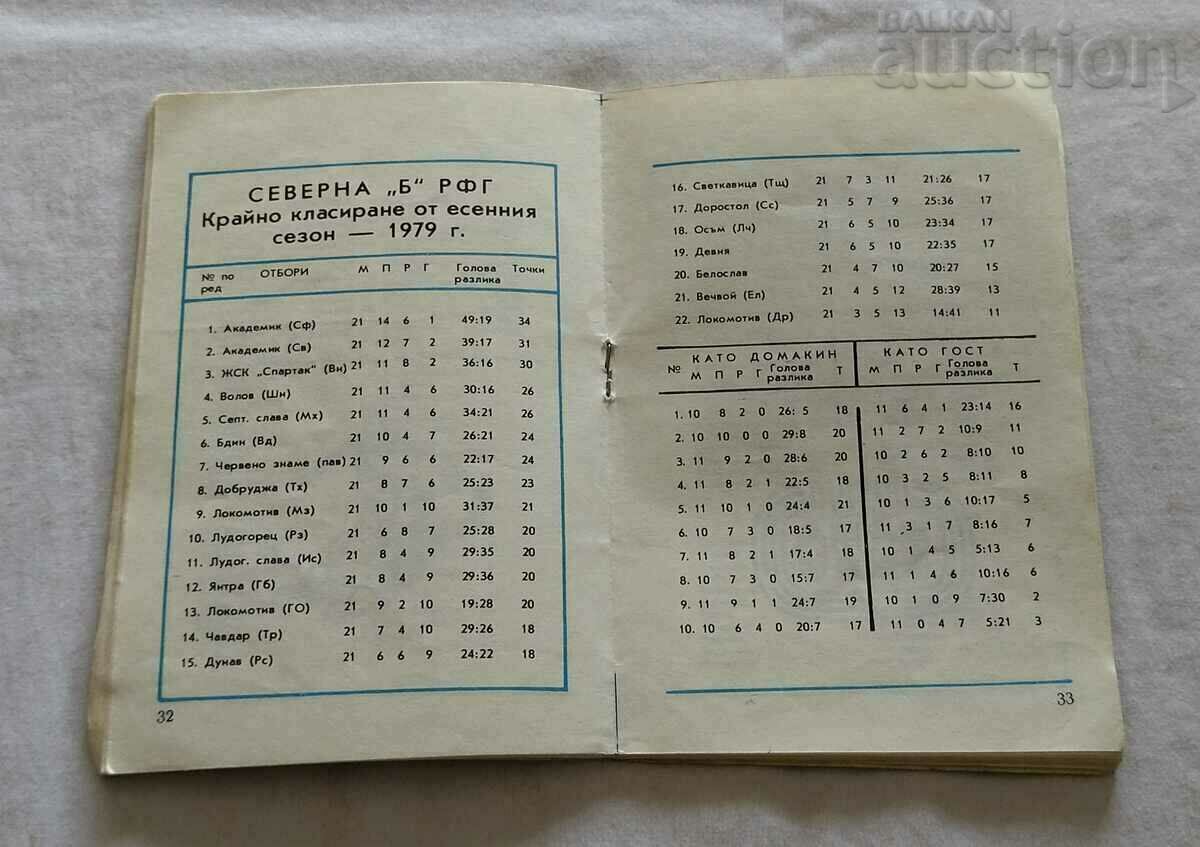 BALKAN
auction
СЕВЕРНА „Б“ РФГ
Крайно класиране от есенния
сезон — 1979 г.
№ по ред ОТБОРИ М П Р Г Голова разлика Точки
1. Академик (Сф) 21 14 6 1 49:19 34
2. Академик (Св) 21 12 7 2 39:17 31
3. ЖСК „Спартак“ (Вн) 21 11 8 2 36:16 30
4. Волов (Шн) 21 11 4 6 30:16 26
5. Септ. слава (Мх) 21 11 4 6 34:21 26
6. Бдин (Вд) 21 10 4 7 26:21 24
7. Червено знаме (пав) 21 9 6 6 22:17 24
8. Добруджа (Тх) 21 8 7 6 25:23 23
9. Локомотив (Мз) 21 10 1 10 31:37 21
10. Лудогорец (Рз) 21 6 8 7 25:28 20
11. Лудог. слава (Ис) 21 8 4 9 29:35 20
12. Янтра (Гб) 21 8 4 9 29:36 20
13. Локомотив (ГО) 21 9 2 10 19:28 20
14. Чавдар (Тр) 21 7 4 10 29:26 18
15. Дунав (Рс) 21 6 6 9 24:22 18
32
16. Светкавица (Тщ) 21 7 3 11 21:26 17
17. Доростол (Сс) 21 5 7 9 25:36 17
18. Осъм (Лч) 21 6 5 10 23:34 17
19. Девня 21 6 5 10 22:35 17
20. Белослав 21 4 7 10 20:27 15
21. Вечвой (Ел) 21 4 5 12 28:39 13
22. Локомотив (Др) 21 3 5 13 14:41 11
КАТО ДОМАКИН КАТО ГОСТ
№ М П Р Г Голова разлика Т М П Р Г Голова разлика Т
1. 10 8 2 0 26:5 18 11 6 4 1 23:14 16
2. 10 10 0 0 29:8 20 11 2 7 2 10:9 11
3. 11 9 2 0 28:6 20 10 2 6 2 8:10 10
4. 11 8 2 1 22:5 18 10 3 2 5 8:11 8
5. 11 10 1 0 24:4 21 10 1 3 6 10:17 5
6. 10 7 3 0 18:5 17 11 3 1 7 8:16 7
7. 11 8 2 1 17:4 18 10 1 4 5 5:13 6
8. 10 7 3 0 15:7 17 11 1 4 6 10:16 6
9. 11 9 1 1 24:7 19 10 1 0 9 7:30 2
10. 10 6 4 0 20:7 17 11 0 4 7 5:21 3
33